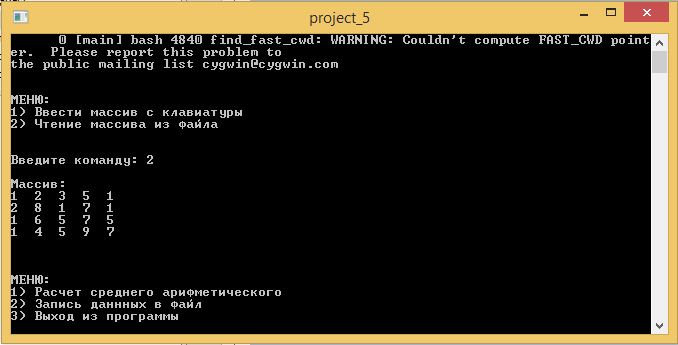 project_5
0 [main] bash 4840 find_fast_cwd: WARNING: Couldn't compute FAST_CWD point
er.  Please report this problem to
the public mailing list cygwin@cygwin.com
МЕНЮ:
1) Ввести массив с клавиатуры
2) Чтение массива из файла
Введите команду: 2
Массив:
1  2  3  5  1
2  8  1  7  1
1  6  5  7  5
1  4  5  9  7
МЕНЮ:
1) Расчет среднего арифметического
2) Запись даннных в файл
3) Выход из программы